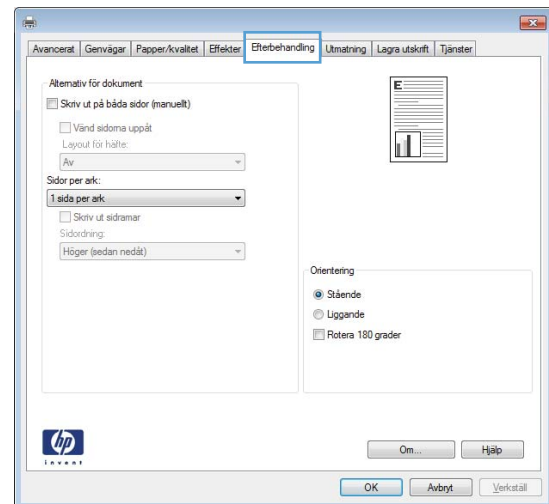 Avancerat Genvägar Papper/kvalitet Effekter Efterbehandling Utmatning Lagra utskrift Tjänster
Alternativ för dokument
Skriv ut på båda sidor (manuellt)
Vänd sidorna uppåt
Layout för häfte:
Av
Sidor per ark:
1 sida per ark
Skriv ut sidramar
Sidordning:
Höger (sedan nedåt)
E
Orientering
Stående
Liggande
Rotera 180 grader
hp
invent
Om... Hjälp
OK Avbryt Verkställ